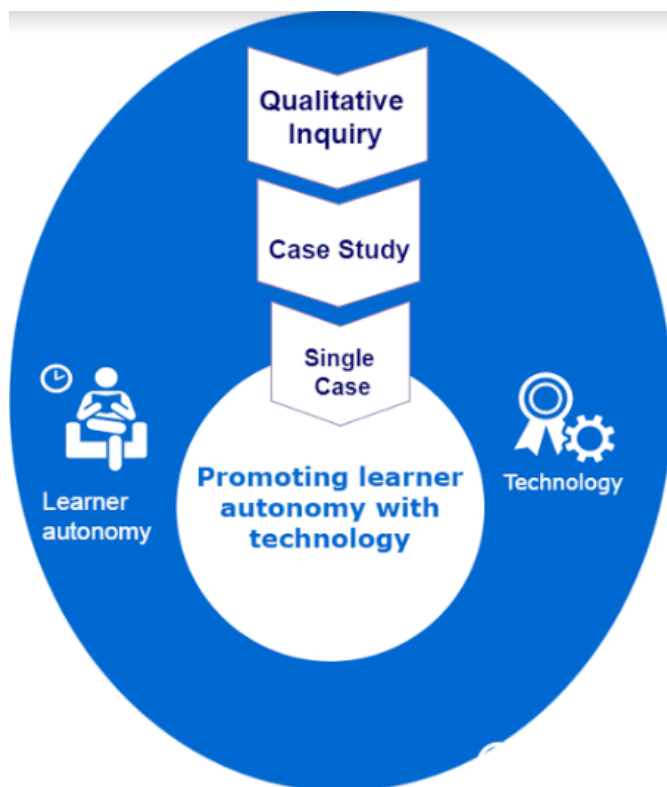 Qualitative
Inquiry
Case Study
Single
Case
Promoting learner
autonomy with
technology
Learner
autonomy
Technology